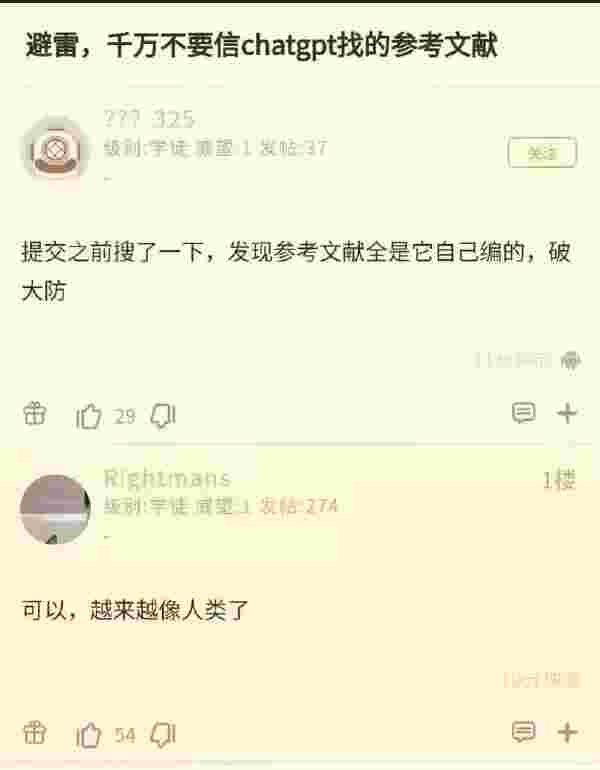 避雷，千万不要信chatgpt找的参考文献
??? 325
级别:学徒 威望:1 发帖:37
关注
提交之前搜了一下，发现参考文献全是它自己编的，破
大防
29
Rightmans
1楼
级别:学徒 威望:1 发帖:274
可以，越来越像人类了
54